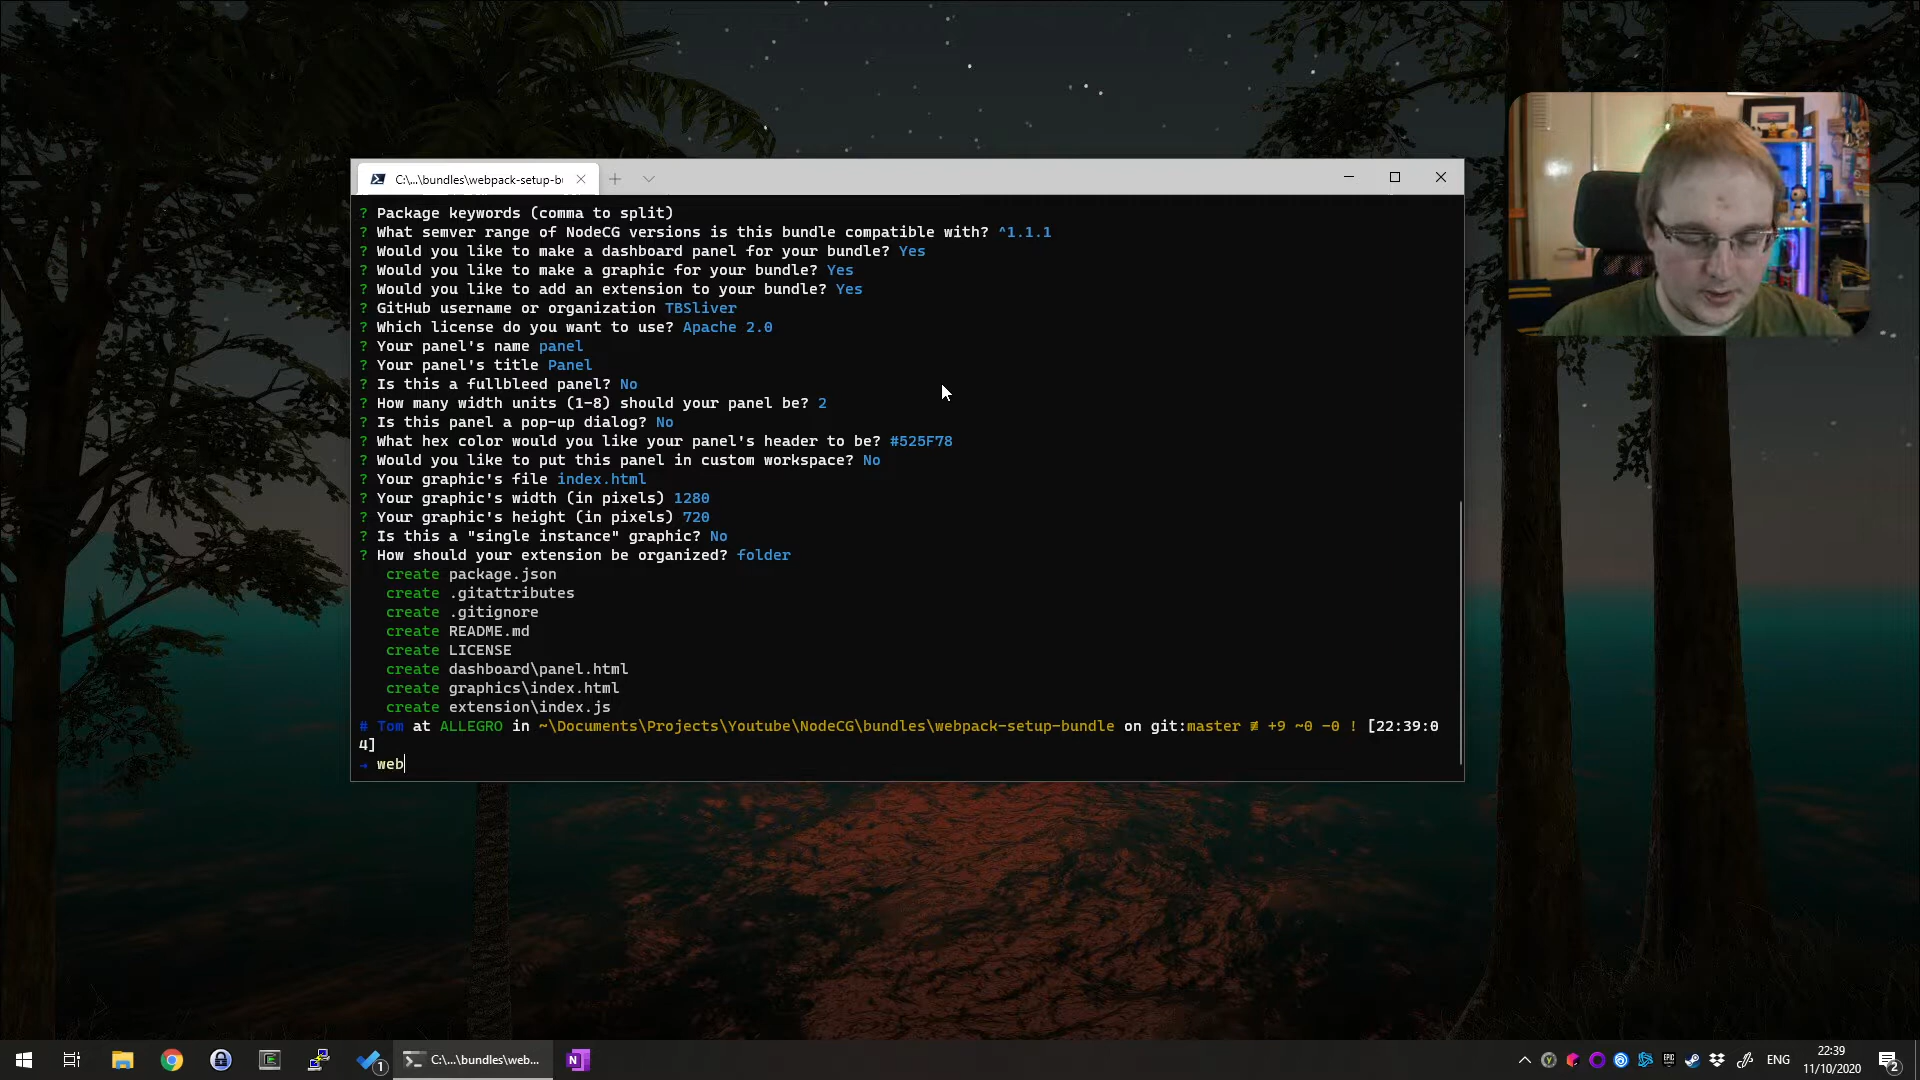 C:\...\bundles\webpack-setup-b
? Package keywords (comma to split)
? What semver range of NodeCG versions is this bundle compatible with? ^1.1.1
? Would you like to make a dashboard panel for your bundle? Yes
? Would you like to make a graphic for your bundle? Yes
? Would you like to add an extension to your bundle? Yes
? GitHub username or organization TBSliver
? Which license do you want to use? Apache 2.0
? Your panel's name panel
? Your panel's title Panel
? Is this a fullbleed panel? No
? How many width units (1-8) should your panel be? 2
? Is this panel a pop-up dialog? No
? What hex color would you like your panel's header to be? #525F78
? Would you like to put this panel in custom workspace? No
? Your graphic's file index.html
? Your graphic's width (in pixels) 1280
? Your graphic's height (in pixels) 720
? Is this a "single instance" graphic? No
? How should your extension be organized? folder
create package.json
create .gitattributes
create .gitignore
create README.md
create LICENSE
create dashboard\panel.html
create graphics\index.html
create extension\index.js
# Tom at ALLEGRO in ~\Documents\Projects\Youtube\NodeCG\bundles\webpack-setup-bundle on git:master ≢ +9 ~0 -0 ! [22:39:0
4]
→ web
1
C:\...\bundles\web...
N
ENG
22:39
11/10/2020
2